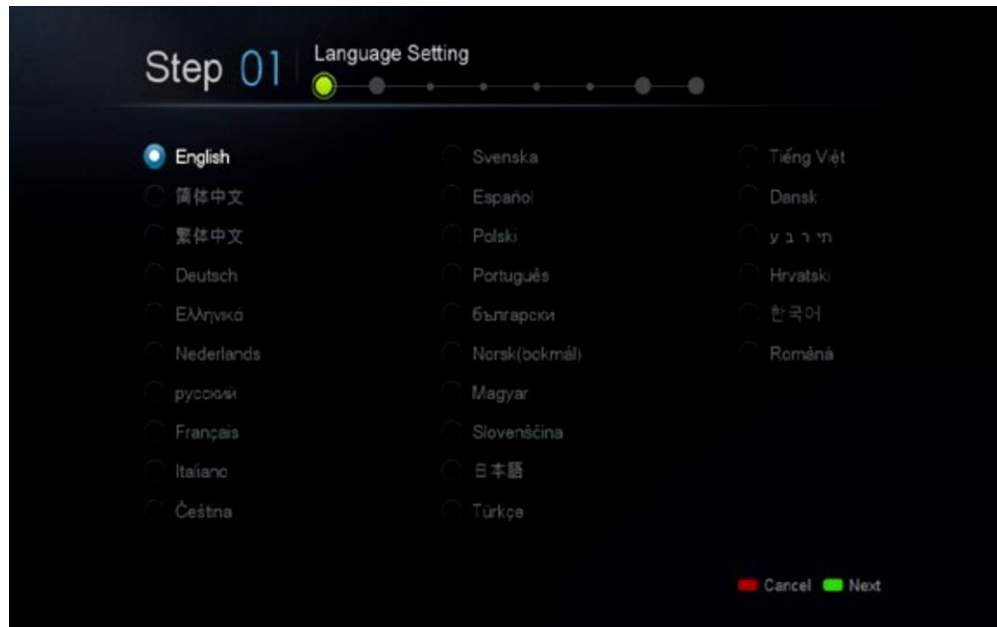 Step 01
Language Setting
English
简体中文
繁体中文
Deutsch
Ελληνικά
Nederlands
русский
Français
Italiano
Čeština
Svenska
Español
Polski
Português
български
Norsk(bokmål)
Magyar
Slovenščina
日本語
Türkçe
Tiếng Việt
Dansk
עברית
Hrvatski
한국어
Română
Cancel
Next